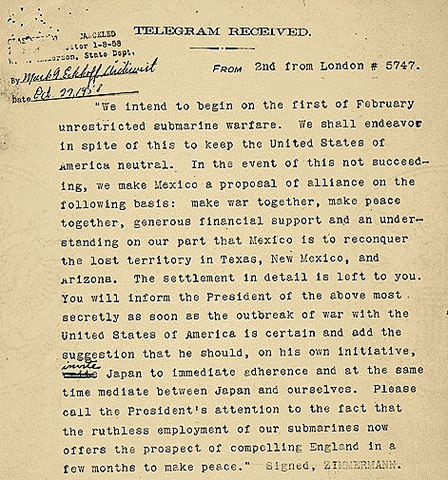 TELEGRAM RECEIVED.
CANCELED
1-8-58
State Dept.
By Mark G. Eckhoff Archivist
FROM 2nd from London # 5747.
Date Oct. 27, 1958
"We intend to begin on the first of February
unrestricted submarine warfare. We shall endeavor
in spite of this to keep the United States of
America neutral. In the event of this not succeed-
ing, we make Mexico a proposal of alliance on the
following basis: make war together, make peace
together, generous financial support and an under-
standing on our part that Mexico is to reconquer
the lost territory in Texas, New Mexico, and
Arizona. The settlement in detail is left to you.
You will inform the President of the above most
secretly as soon as the outbreak of war with the
United States of America is certain and add the
suggestion that he should, on his own initiative,
invite
Japan to immediate adherence and at the same
time mediate between Japan and ourselves. Please
call the President's attention to the fact that
the ruthless employment of our submarines now
offers the prospect of compelling England in a
few months to make peace." Signed, ZIMMERMANN.